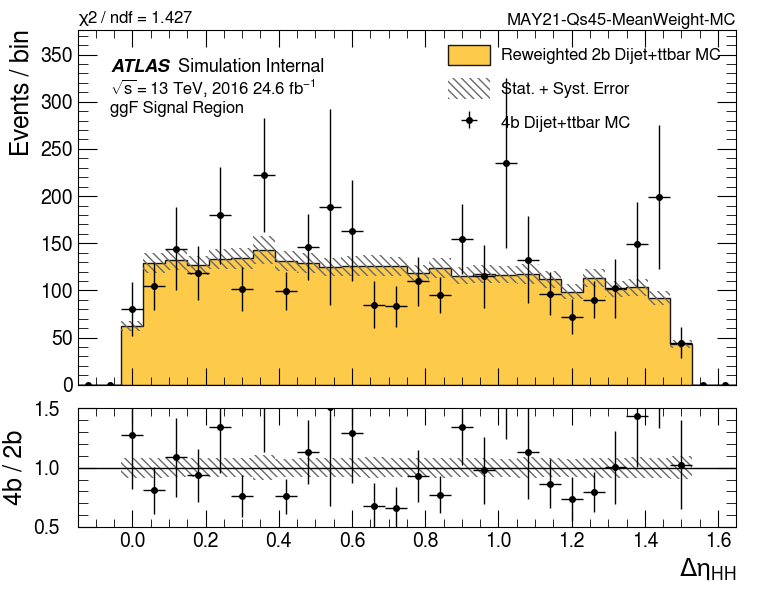 χ2 / ndf = 1.427
MAY21-Qs45-MeanWeight-MC
Events / bin
350
300
250
200
150
100
50
0
ATLAS Simulation Internal
√s = 13 TeV, 2016 24.6 fb⁻¹
ggF Signal Region
Reweighted 2b Dijet+ttbar MC
Stat. + Syst. Error
4b Dijet+ttbar MC
4b / 2b
1.5
1.0
0.5
0.0 0.2 0.4 0.6 0.8 1.0 1.2 1.4 1.6
Δη_HH